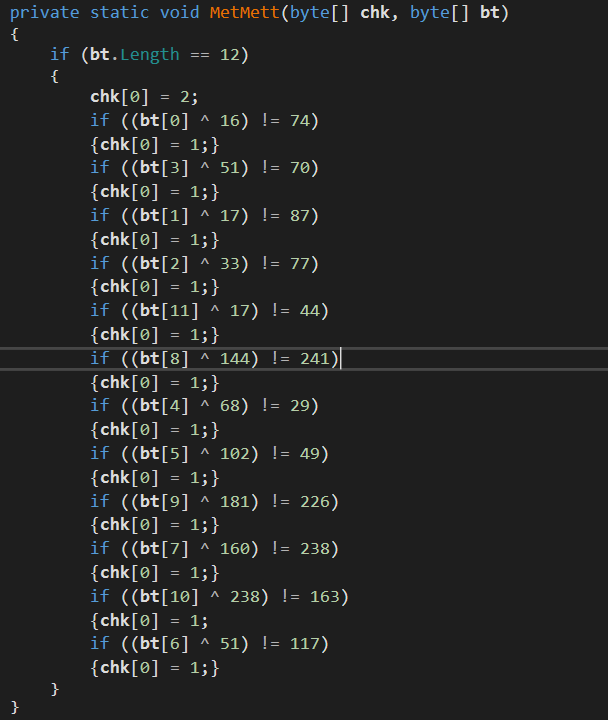 private static void MetMett(byte[] chk, byte[] bt)
{
    if (bt.Length == 12)
    {
        chk[0] = 2;
        if ((bt[0] ^ 16) != 74)
        {chk[0] = 1;}
        if ((bt[3] ^ 51) != 70)
        {chk[0] = 1;}
        if ((bt[1] ^ 17) != 87)
        {chk[0] = 1;}
        if ((bt[2] ^ 33) != 77)
        {chk[0] = 1;}
        if ((bt[11] ^ 17) != 44)
        {chk[0] = 1;}
        if ((bt[8] ^ 144) != 241)
        {chk[0] = 1;}
        if ((bt[4] ^ 68) != 29)
        {chk[0] = 1;}
        if ((bt[5] ^ 102) != 49)
        {chk[0] = 1;}
        if ((bt[9] ^ 181) != 226)
        {chk[0] = 1;}
        if ((bt[7] ^ 160) != 238)
        {chk[0] = 1;}
        if ((bt[10] ^ 238) != 163)
        {chk[0] = 1;
        if ((bt[6] ^ 51) != 117)
        {chk[0] = 1;}
    }
}